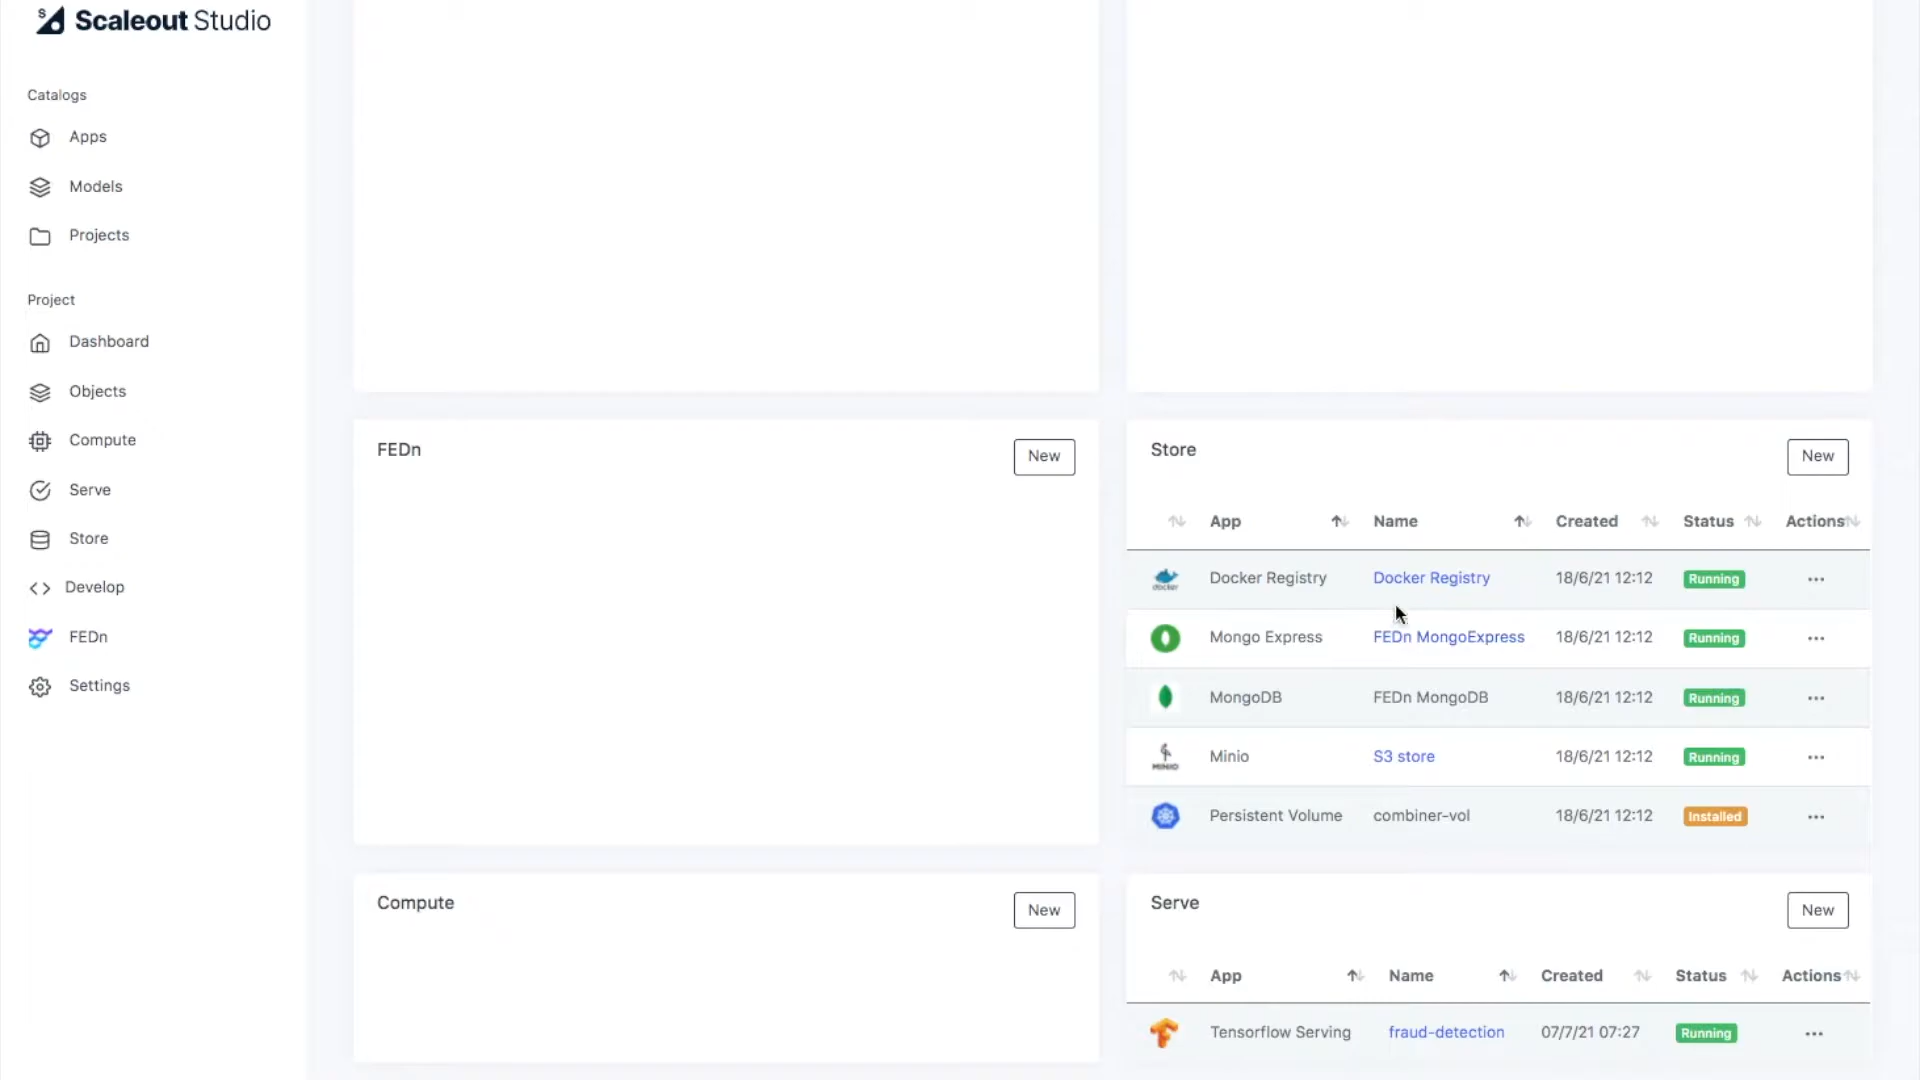 Scaleout Studio
Catalogs
Apps
Models
Projects
Project
Dashboard
Objects
Compute
Serve
Store
Develop
FEDn
Settings
FEDn
New
Store
New
App Name Created Status Actions
docker Docker Registry Docker Registry 18/6/21 12:12 Running ...
Mongo Express FEDn MongoExpress 18/6/21 12:12 Running ...
MongoDB FEDn MongoDB 18/6/21 12:12 Running ...
MINIO Minio S3 store 18/6/21 12:12 Running ...
Persistent Volume combiner-vol 18/6/21 12:12 Installed ...
Compute
New
Serve
New
App Name Created Status Actions
Tensorflow Serving fraud-detection 07/7/21 07:27 Running ...